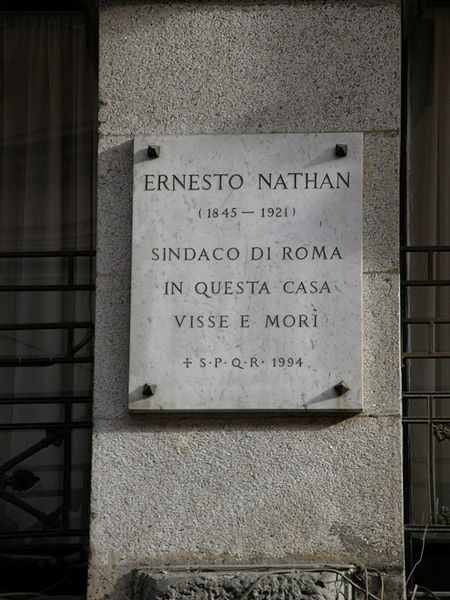 ERNESTO NATHAN
(1845 — 1921)
SINDACO DI ROMA
IN QUESTA CASA
VISSE E MORÌ
✝ S·P·Q·R· 1994